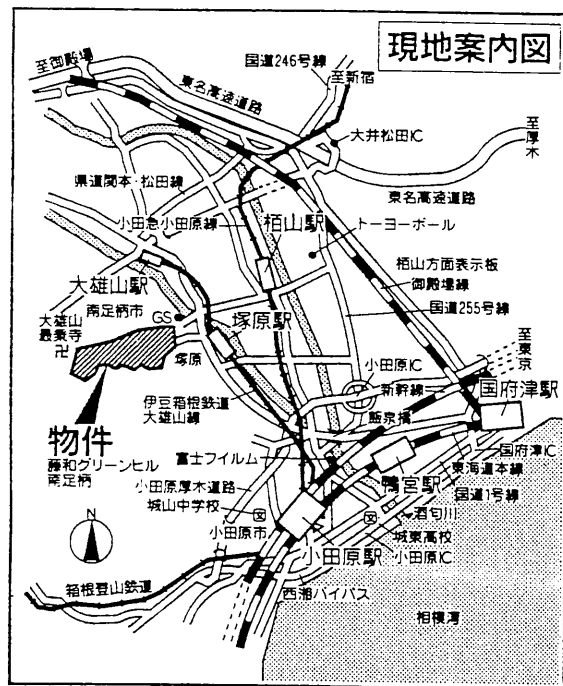 現地案内図
至御殿場
国道246号線
至新宿
東名高速道路
大井松田IC
至厚木
県道関本・松田線
東名高速道路
小田急小田原線
栢山駅
トーヨーボール
栢山方面表示板
御殿場線
大雄山駅
南足柄市
国道255号線
大雄山
最乗寺
卍
GS
塚原駅
塚原
小田原IC
至東京
新幹線
国府津駅
伊豆箱根鉄道
大雄山線
飯泉橋
物件
藤和グリーンヒル
南足柄
富士フイルム
鴨宮駅
国府津IC
東海道本線
国道1号線
小田原厚木道路
城山中学校
文
小田原市
文
酒匂川
城東高校
小田原駅
小田原IC
N
箱根登山鉄道
西湘バイパス
相模湾